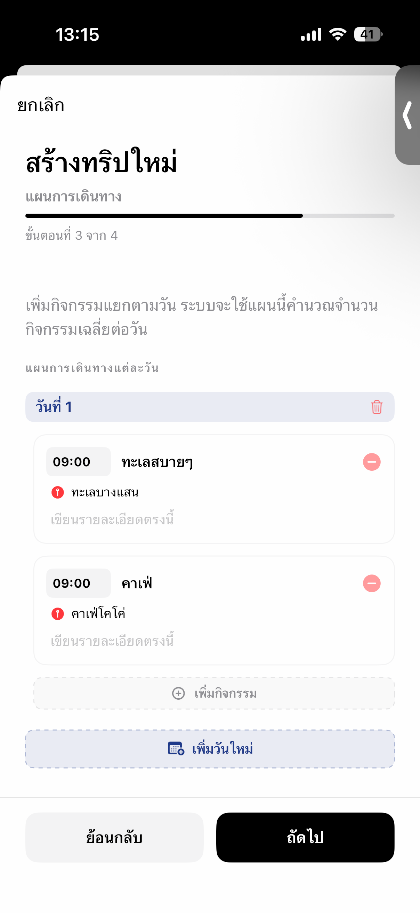 13:15
41
ยกเลิก
สร้างทริปใหม่
แผนการเดินทาง
ขั้นตอนที่ 3 จาก 4
เพิ่มกิจกรรมแยกตามวัน ระบบจะใช้แผนนี้คำนวณจำนวน
กิจกรรมเฉลี่ยต่อวัน
แผนการเดินทางแต่ละวัน
วันที่ 1
09:00 ทะเลสบายๆ
ทะเลบางแสน
เขียนรายละเอียดตรงนี้
09:00 คาเฟ่
คาเฟ่โคโค่
เขียนรายละเอียดตรงนี้
เพิ่มกิจกรรม
เพิ่มวันใหม่
ย้อนกลับ
ถัดไป